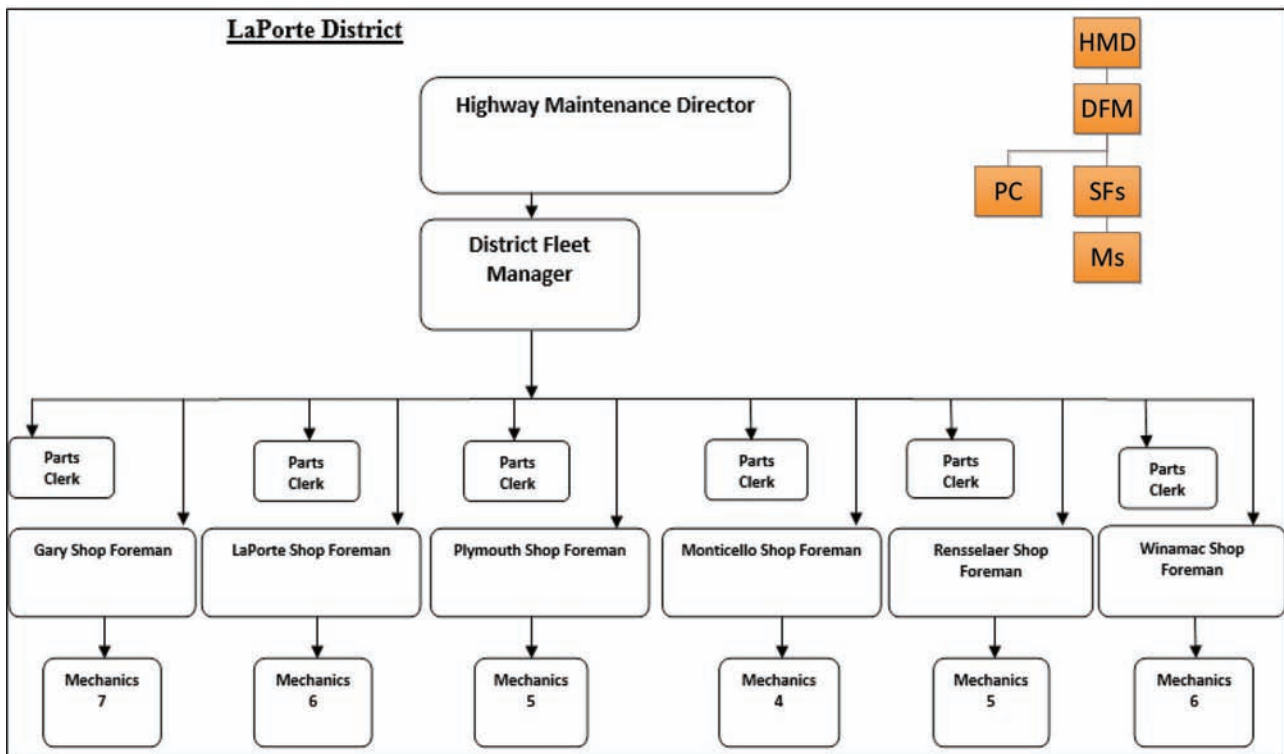 LaPorte District
HMD
DFM
PC
SFs
Ms
Highway Maintenance Director
District Fleet
Manager
Parts
Clerk
Parts
Clerk
Parts
Clerk
Parts
Clerk
Parts
Clerk
Parts
Clerk
Gary Shop Foreman
LaPorte Shop Foreman
Plymouth Shop Foreman
Monticello Shop Foreman
Rensselaer Shop
Foreman
Winamac Shop
Foreman
Mechanics
7
Mechanics
6
Mechanics
5
Mechanics
4
Mechanics
5
Mechanics
6